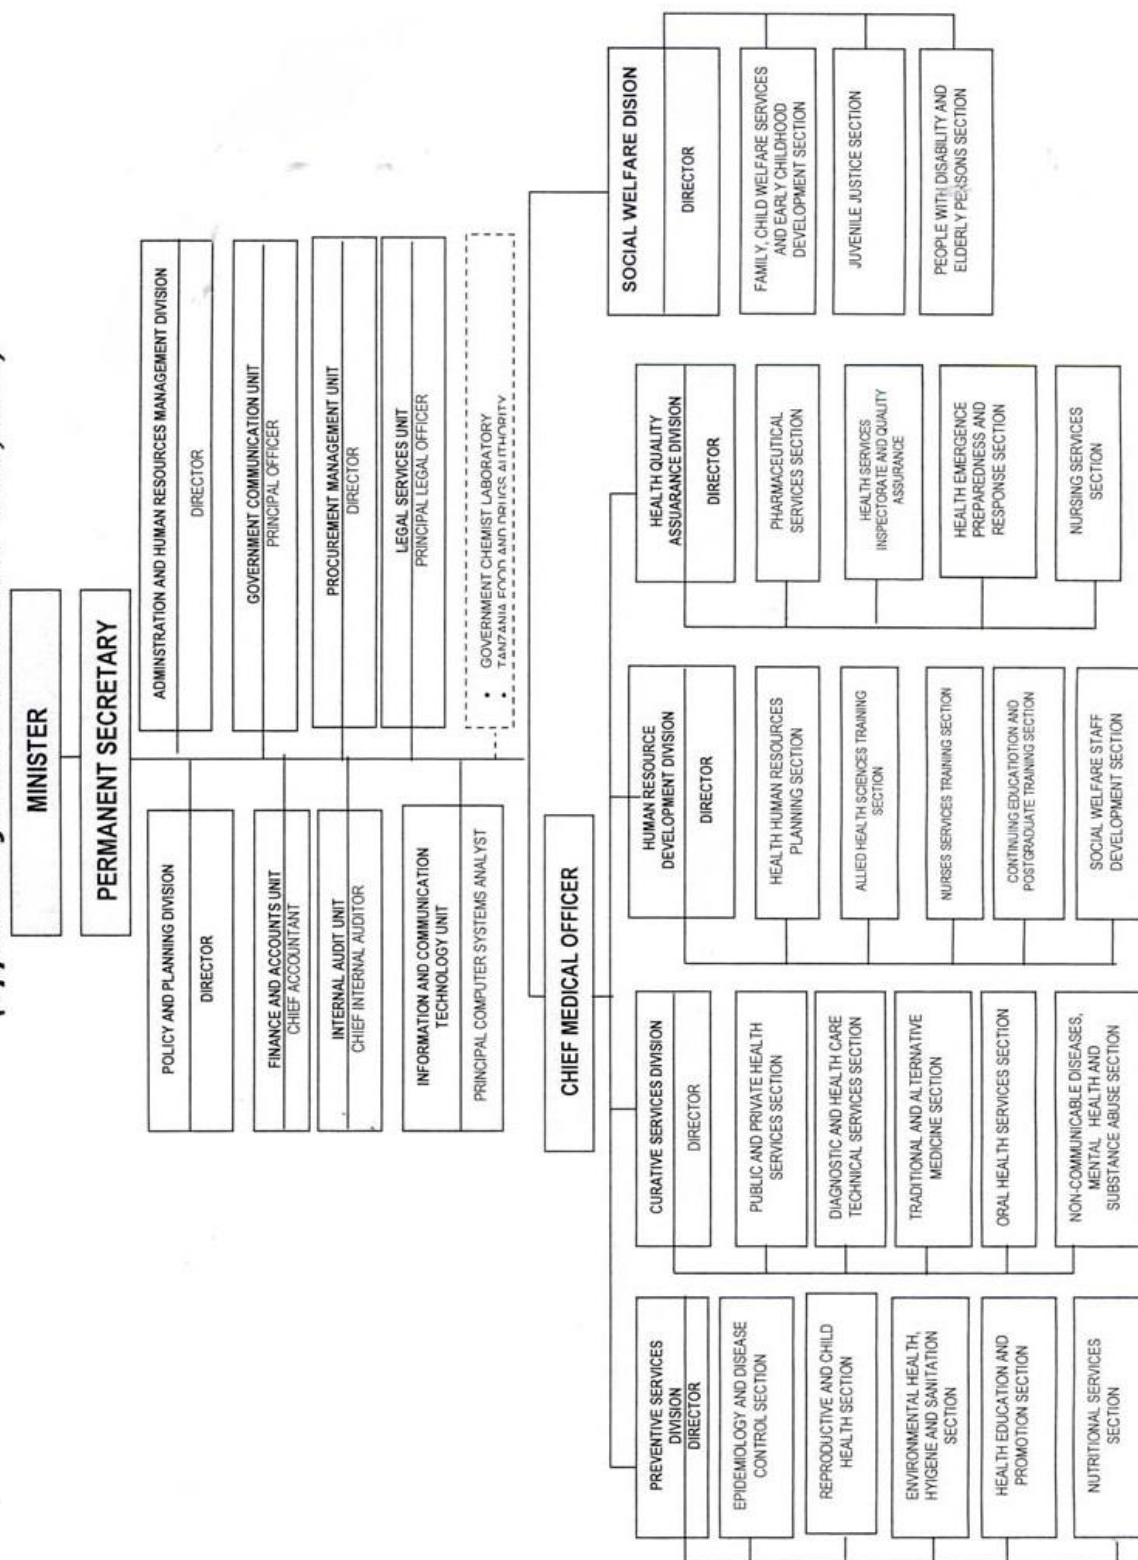 MINISTER
PERMANENT SECRETARY
POLICY AND PLANNING DIVISION
DIRECTOR
FINANCE AND ACCOUNTS UNIT
CHIEF ACCOUNTANT
INTERNAL AUDIT UNIT
CHIEF INTERNAL AUDITOR
INFORMATION AND COMMUNICATION
TECHNOLOGY UNIT
PRINCIPAL COMPUTER SYSTEMS ANALYST
ADMINSTRATION AND HUMAN RESOURCES MANAGEMENT DIVISION
DIRECTOR
GOVERNMENT COMMUNICATION UNIT
PRINCIPAL OFFICER
PROCUREMENT MANAGEMENT UNIT
DIRECTOR
LEGAL SERVICES UNIT
PRINCIPAL LEGAL OFFICER
• GOVERNMENT CHEMIST LABORATORY
• TANZANIA FOOD AND DRUGS AUTHORITY
CHIEF MEDICAL OFFICER
PREVENTIVE SERVICES
DIVISION
DIRECTOR
EPIDEMIOLOGY AND DISEASE
CONTROL SECTION
REPRODUCTIVE AND CHILD
HEALTH SECTION
ENVIRONMENTAL HEALTH,
HYIGENE AND SANITATION
SECTION
HEALTH EDUCATION AND
PROMOTION SECTION
NUTRITIONAL SERVICES
SECTION
CURATIVE SERVICES DIVISION
DIRECTOR
PUBLIC AND PRIVATE HEALTH
SERVICES SECTION
DIAGNOSTIC AND HEALTH CARE
TECHNICAL SERVICES SECTION
TRADITIONAL AND ALTERNATIVE
MEDICINE SECTION
ORAL HEALTH SERVICES SECTION
NON-COMMUNICABLE DISEASES,
MENTAL HEALTH AND
SUBSTANCE ABUSE SECTION
HUMAN RESOURCE
DEVELOPMENT DIVISION
DIRECTOR
HEALTH HUMAN RESOURCES
PLANNING SECTION
ALLIED HEALTH SCIENCES TRAINING
SECTION
NURSES SERVICES TRAINING SECTION
CONTINUING EDUCATIOTION AND
POSTGRADUATE TRAINING SECTION
SOCIAL WELFARE STAFF
DEVELOPMENT SECTION
HEALTH QUALITY
ASSUARANCE DIVISION
DIRECTOR
PHARMACEUTICAL
SERVICES SECTION
HEALTH SERVICES
INSPECTORATE AND QUALITY
ASSURANCE
HEALTH EMERGENCE
PREPAREDNESS AND
RESPONSE SECTION
NURSING SERVICES
SECTION
SOCIAL WELFARE DISION
DIRECTOR
FAMILY, CHILD WELFARE SERVICES
AND EARLY CHILDHOOD
DEVELOPMENT SECTION
JUVENILE JUSTICE SECTION
PEOPLE WITH DISABILITY AND
ELDERLY PERSONS SECTION